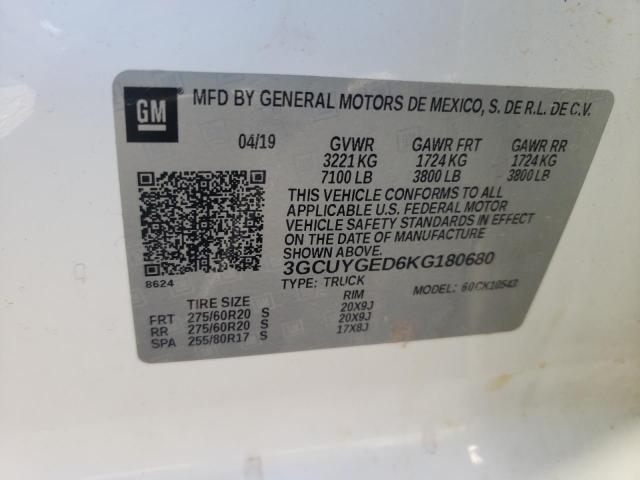 GM
MFD BY GENERAL MOTORS DE MEXICO, S. DE R.L. DE C.V.
04/19 GVWR GAWR FRT GAWR RR
3221 KG 1724 KG 1724 KG
7100 LB 3800 LB 3800 LB
THIS VEHICLE CONFORMS TO ALL
APPLICABLE U.S. FEDERAL MOTOR
VEHICLE SAFETY STANDARDS IN EFFECT
ON THE DATE OF MANUFACTURE
SHOWN ABOVE.
3GCUYGED6KG180680
8624 TYPE: TRUCK MODEL: 60CK10543
TIRE SIZE RIM
FRT 275/60R20 S 20X9J
RR 275/60R20 S 20X9J
SPA 255/80R17 S 17X8J